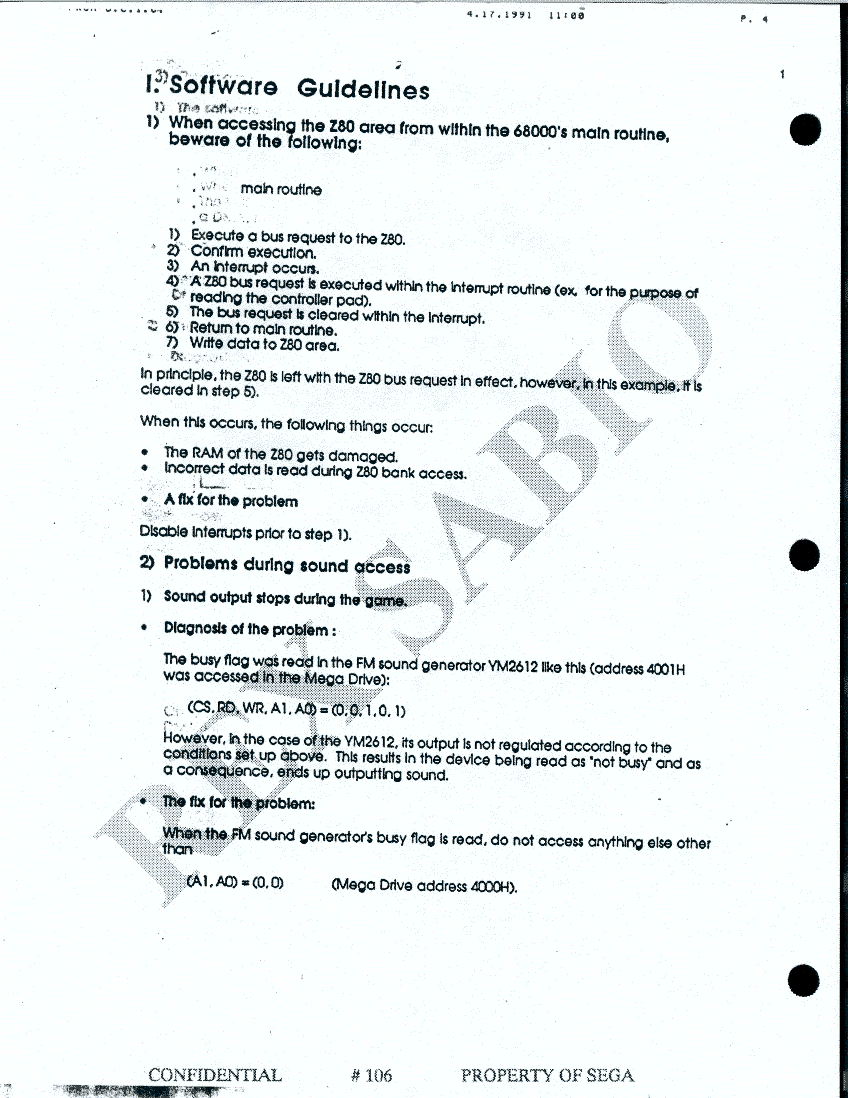 4.17.1991 11:00 P. 4
1
I. Software Guidelines
1) The software
1) When accessing the Z80 area from within the 68000's main routine,
beware of the following:
main routine
1) Execute a bus request to the Z80.
2) Confirm execution.
3) An interrupt occurs.
4) A Z80 bus request is executed within the interrupt routine (ex, for the purpose of
reading the controller pad).
5) The bus request is cleared within the interrupt.
6) Return to main routine.
7) Write data to Z80 area.
In principle, the Z80 is left with the Z80 bus request in effect, however, in this example, it is
cleared in step 5).
When this occurs, the following things occur:
• The RAM of the Z80 gets damaged.
• Incorrect data is read during Z80 bank access.
• A fix for the problem
Disable interrupts prior to step 1).
2) Problems during sound access
1) Sound output stops during the game.
• Diagnosis of the problem :
The busy flag was read in the FM sound generator YM2612 like this (address 4001H
was accessed in the Mega Drive):
(CS, RD, WR, A1, A0) = (0, 0, 1, 0, 1)
However, in the case of the YM2612, its output is not regulated according to the
conditions set up above. This results in the device being read as "not busy" and as
a consequence, ends up outputting sound.
• The fix for the problem:
When the FM sound generator's busy flag is read, do not access anything else other
than
(A1, A0) = (0, 0) (Mega Drive address 4000H).
REX SABIO
CONFIDENTIAL # 106 PROPERTY OF SEGA